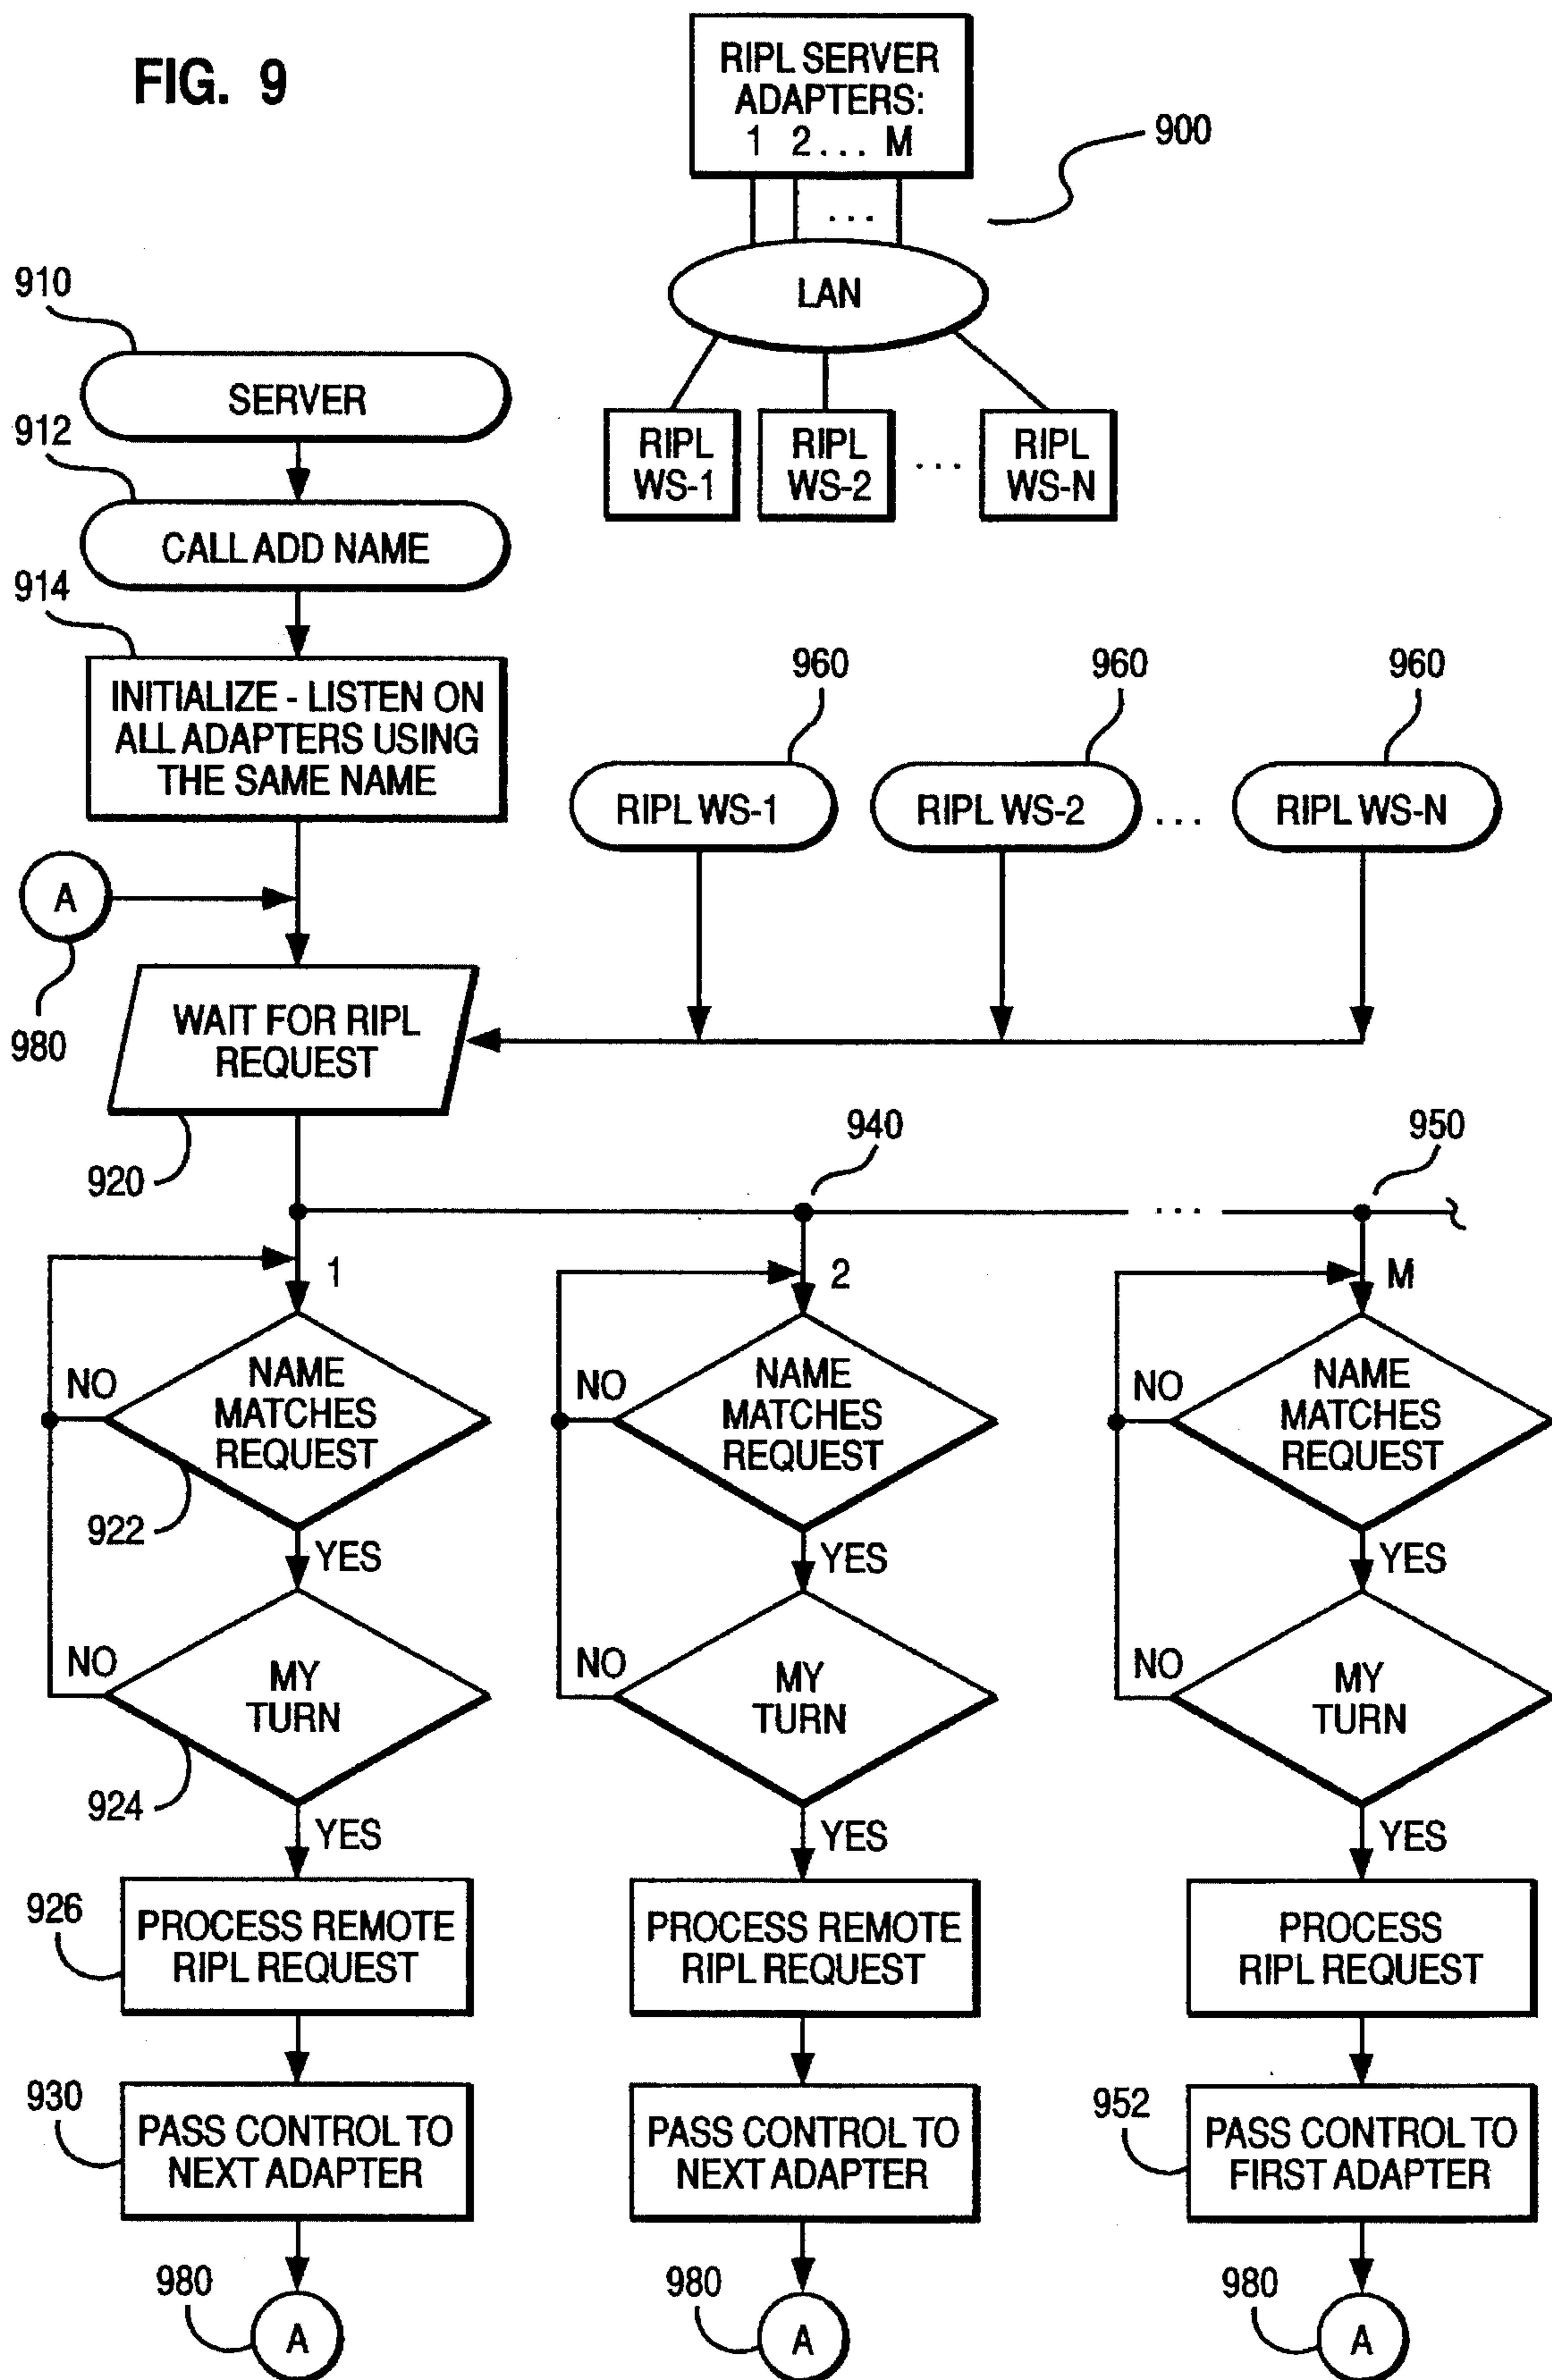 FIG. 9
RIPL SERVER
ADAPTERS:
1 2 ... M
900
...
LAN
RIPL
WS-1
RIPL
WS-2
...
RIPL
WS-N
910
SERVER
912
CALL ADD NAME
914
INITIALIZE - LISTEN ON
ALL ADAPTERS USING
THE SAME NAME
960
960
960
RIPL WS-1
RIPL WS-2
...
RIPL WS-N
A
980
WAIT FOR RIPL
REQUEST
920
940
950
...
1
2
M
NAME
MATCHES
REQUEST
NO
922
YES
NAME
MATCHES
REQUEST
NO
YES
NAME
MATCHES
REQUEST
NO
YES
MY
TURN
NO
924
YES
MY
TURN
NO
YES
MY
TURN
NO
YES
926
PROCESS REMOTE
RIPL REQUEST
PROCESS REMOTE
RIPL REQUEST
PROCESS
RIPL REQUEST
930
PASS CONTROL TO
NEXT ADAPTER
PASS CONTROL TO
NEXT ADAPTER
952
PASS CONTROL TO
FIRST ADAPTER
980
A
980
A
980
A